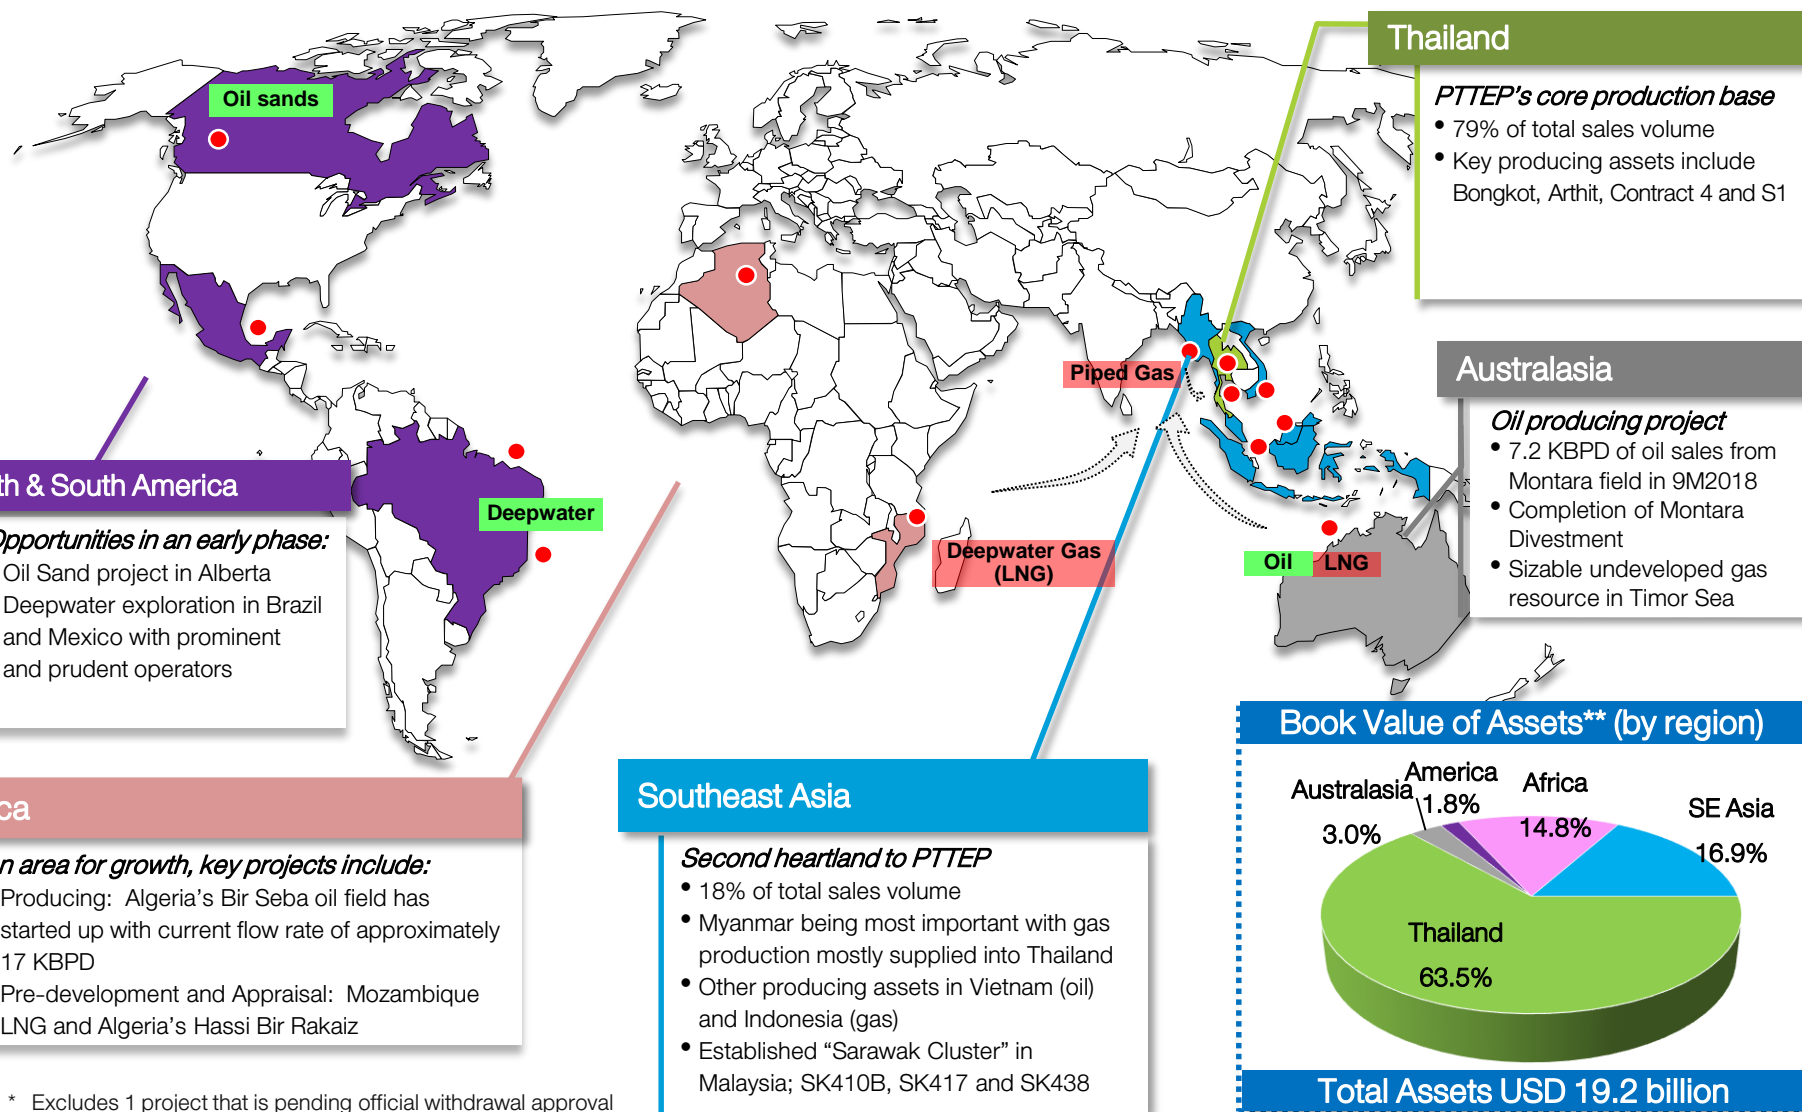 Thailand
PTTEP's core production base
• 79% of total sales volume
• Key producing assets include
Bongkot, Arthit, Contract 4 and S1
Oil sands
Piped Gas
Australasia
Oil producing project
• 7.2 KBPD of oil sales from
Montara field in 9M2018
• Completion of Montara
Divestment
• Sizable undeveloped gas
resource in Timor Sea
th & South America
Opportunities in an early phase:
Oil Sand project in Alberta
Deepwater exploration in Brazil
and Mexico with prominent
and prudent operators
Deepwater
Deepwater Gas
(LNG)
Oil LNG
ca
n area for growth, key projects include:
Producing: Algeria's Bir Seba oil field has
started up with current flow rate of approximately
17 KBPD
Pre-development and Appraisal: Mozambique
LNG and Algeria's Hassi Bir Rakaiz
Southeast Asia
Second heartland to PTTEP
• 18% of total sales volume
• Myanmar being most important with gas
production mostly supplied into Thailand
• Other producing assets in Vietnam (oil)
and Indonesia (gas)
• Established “Sarawak Cluster” in
Malaysia; SK410B, SK417 and SK438
Book Value of Assets** (by region)
Australasia
3.0%
America
1.8%
Africa
14.8%
SE Asia
16.9%
Thailand
63.5%
Total Assets USD 19.2 billion
* Excludes 1 project that is pending official withdrawal approval